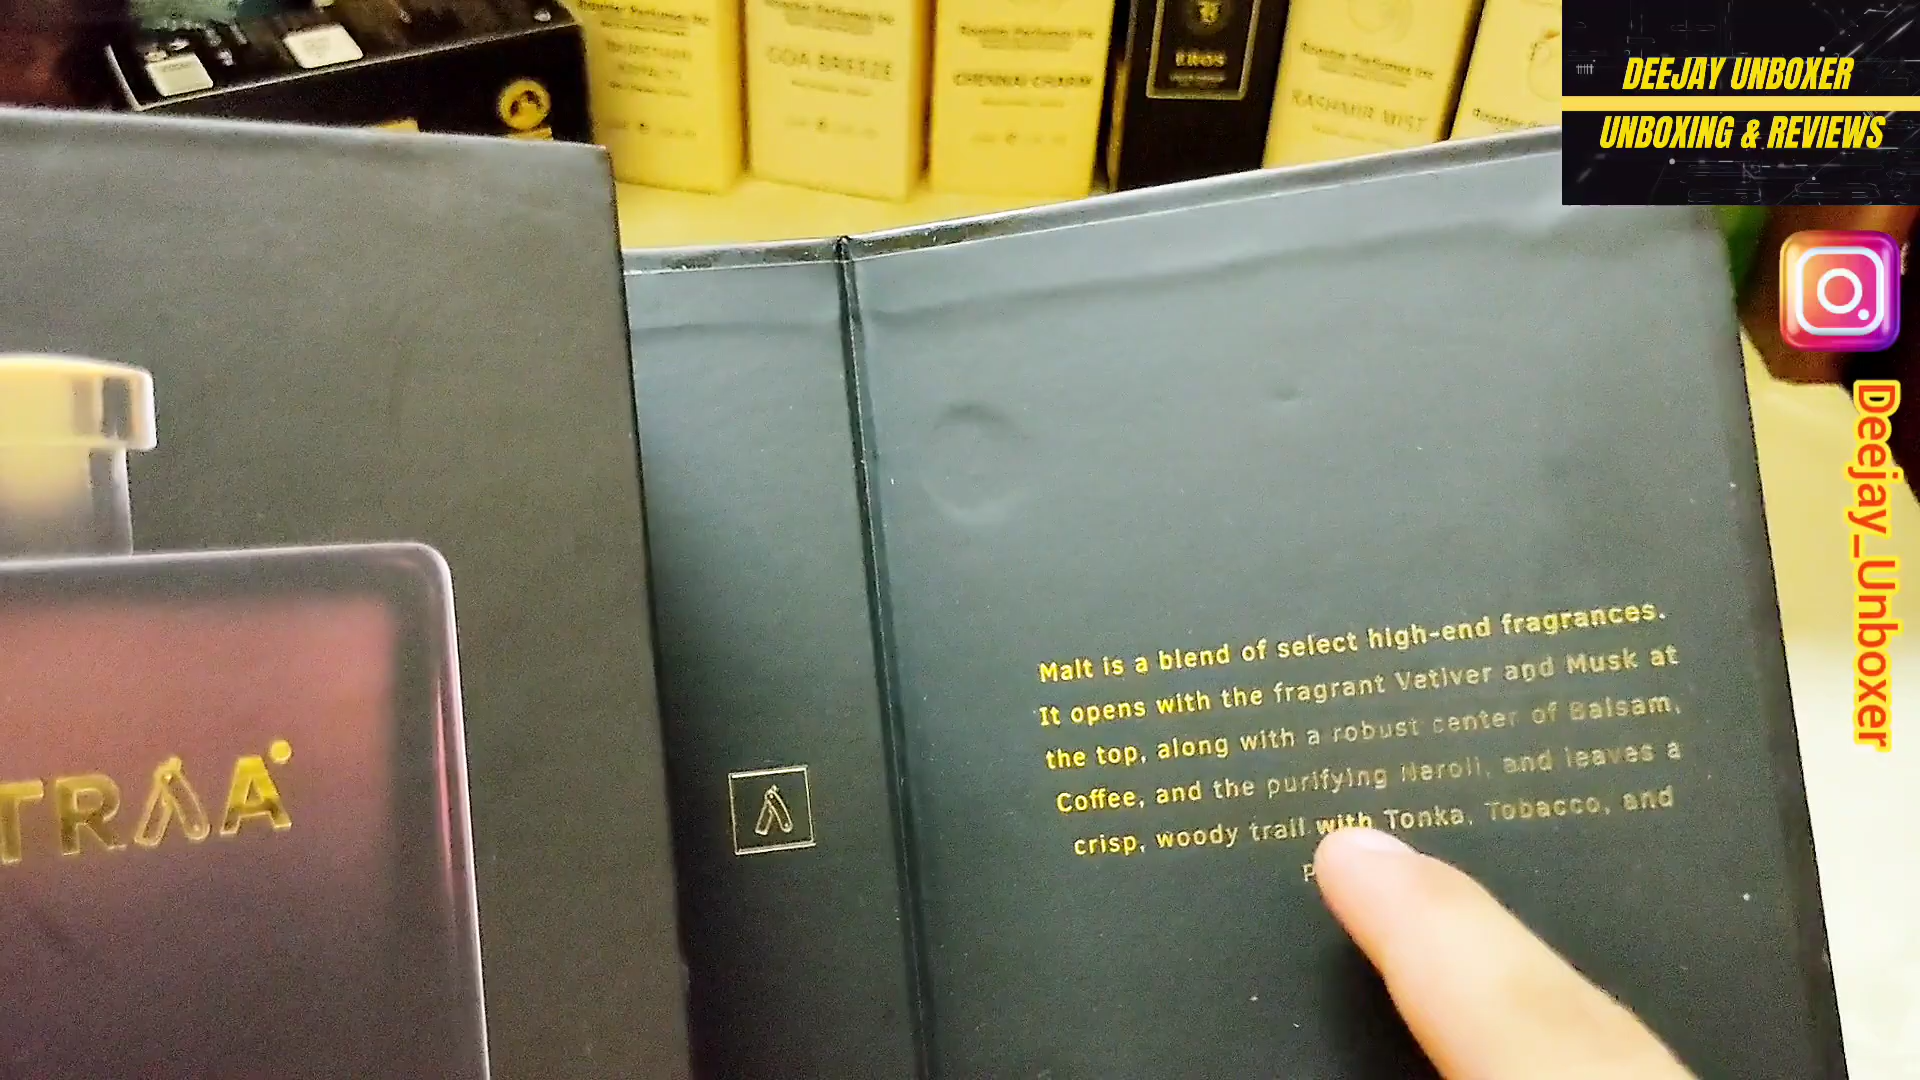 DEEJAY UNBOXER
UNBOXING & REVIEWS
Deejay_Unboxer
GOA BREEZE
CHENNAI CHARM
EROS
KASHMIR MIST
TRAA
Malt is a blend of select high-end fragrances.
It opens with the fragrant Vetiver and Musk at
the top, along with a robust center of Balsam,
Coffee, and the purifying Neroli, and leaves a
crisp, woody trail with Tonka, Tobacco, and